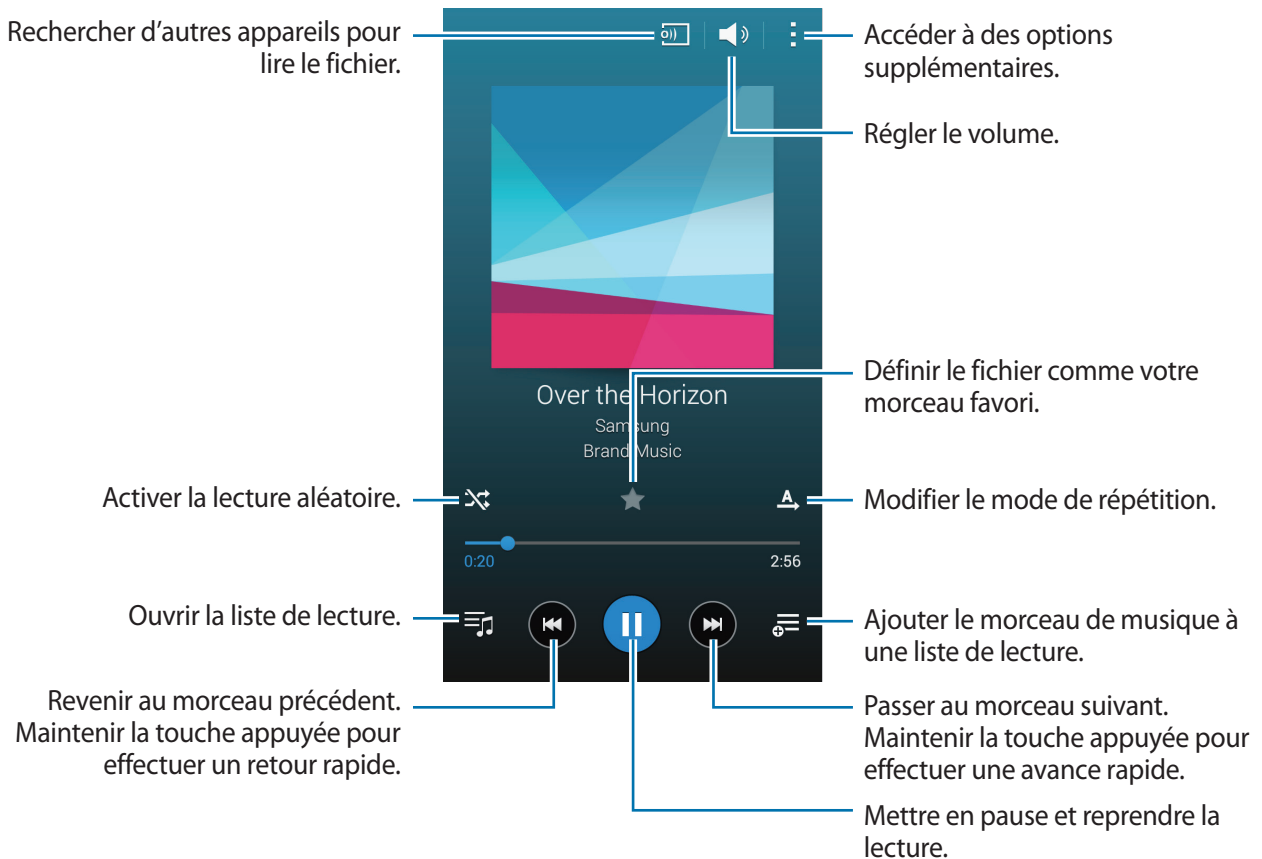 Rechercher d’autres appareils pour
lire le fichier.
Accéder à des options
supplémentaires.
Régler le volume.
Définir le fichier comme votre
morceau favori.
Over the Horizon
Samsung
Brand Music
Activer la lecture aléatoire.
A
Modifier le mode de répétition.
0:20
2:56
Ouvrir la liste de lecture.
Ajouter le morceau de musique à
une liste de lecture.
Revenir au morceau précédent.
Maintenir la touche appuyée pour
effectuer un retour rapide.
Passer au morceau suivant.
Maintenir la touche appuyée pour
effectuer une avance rapide.
Mettre en pause et reprendre la
lecture.